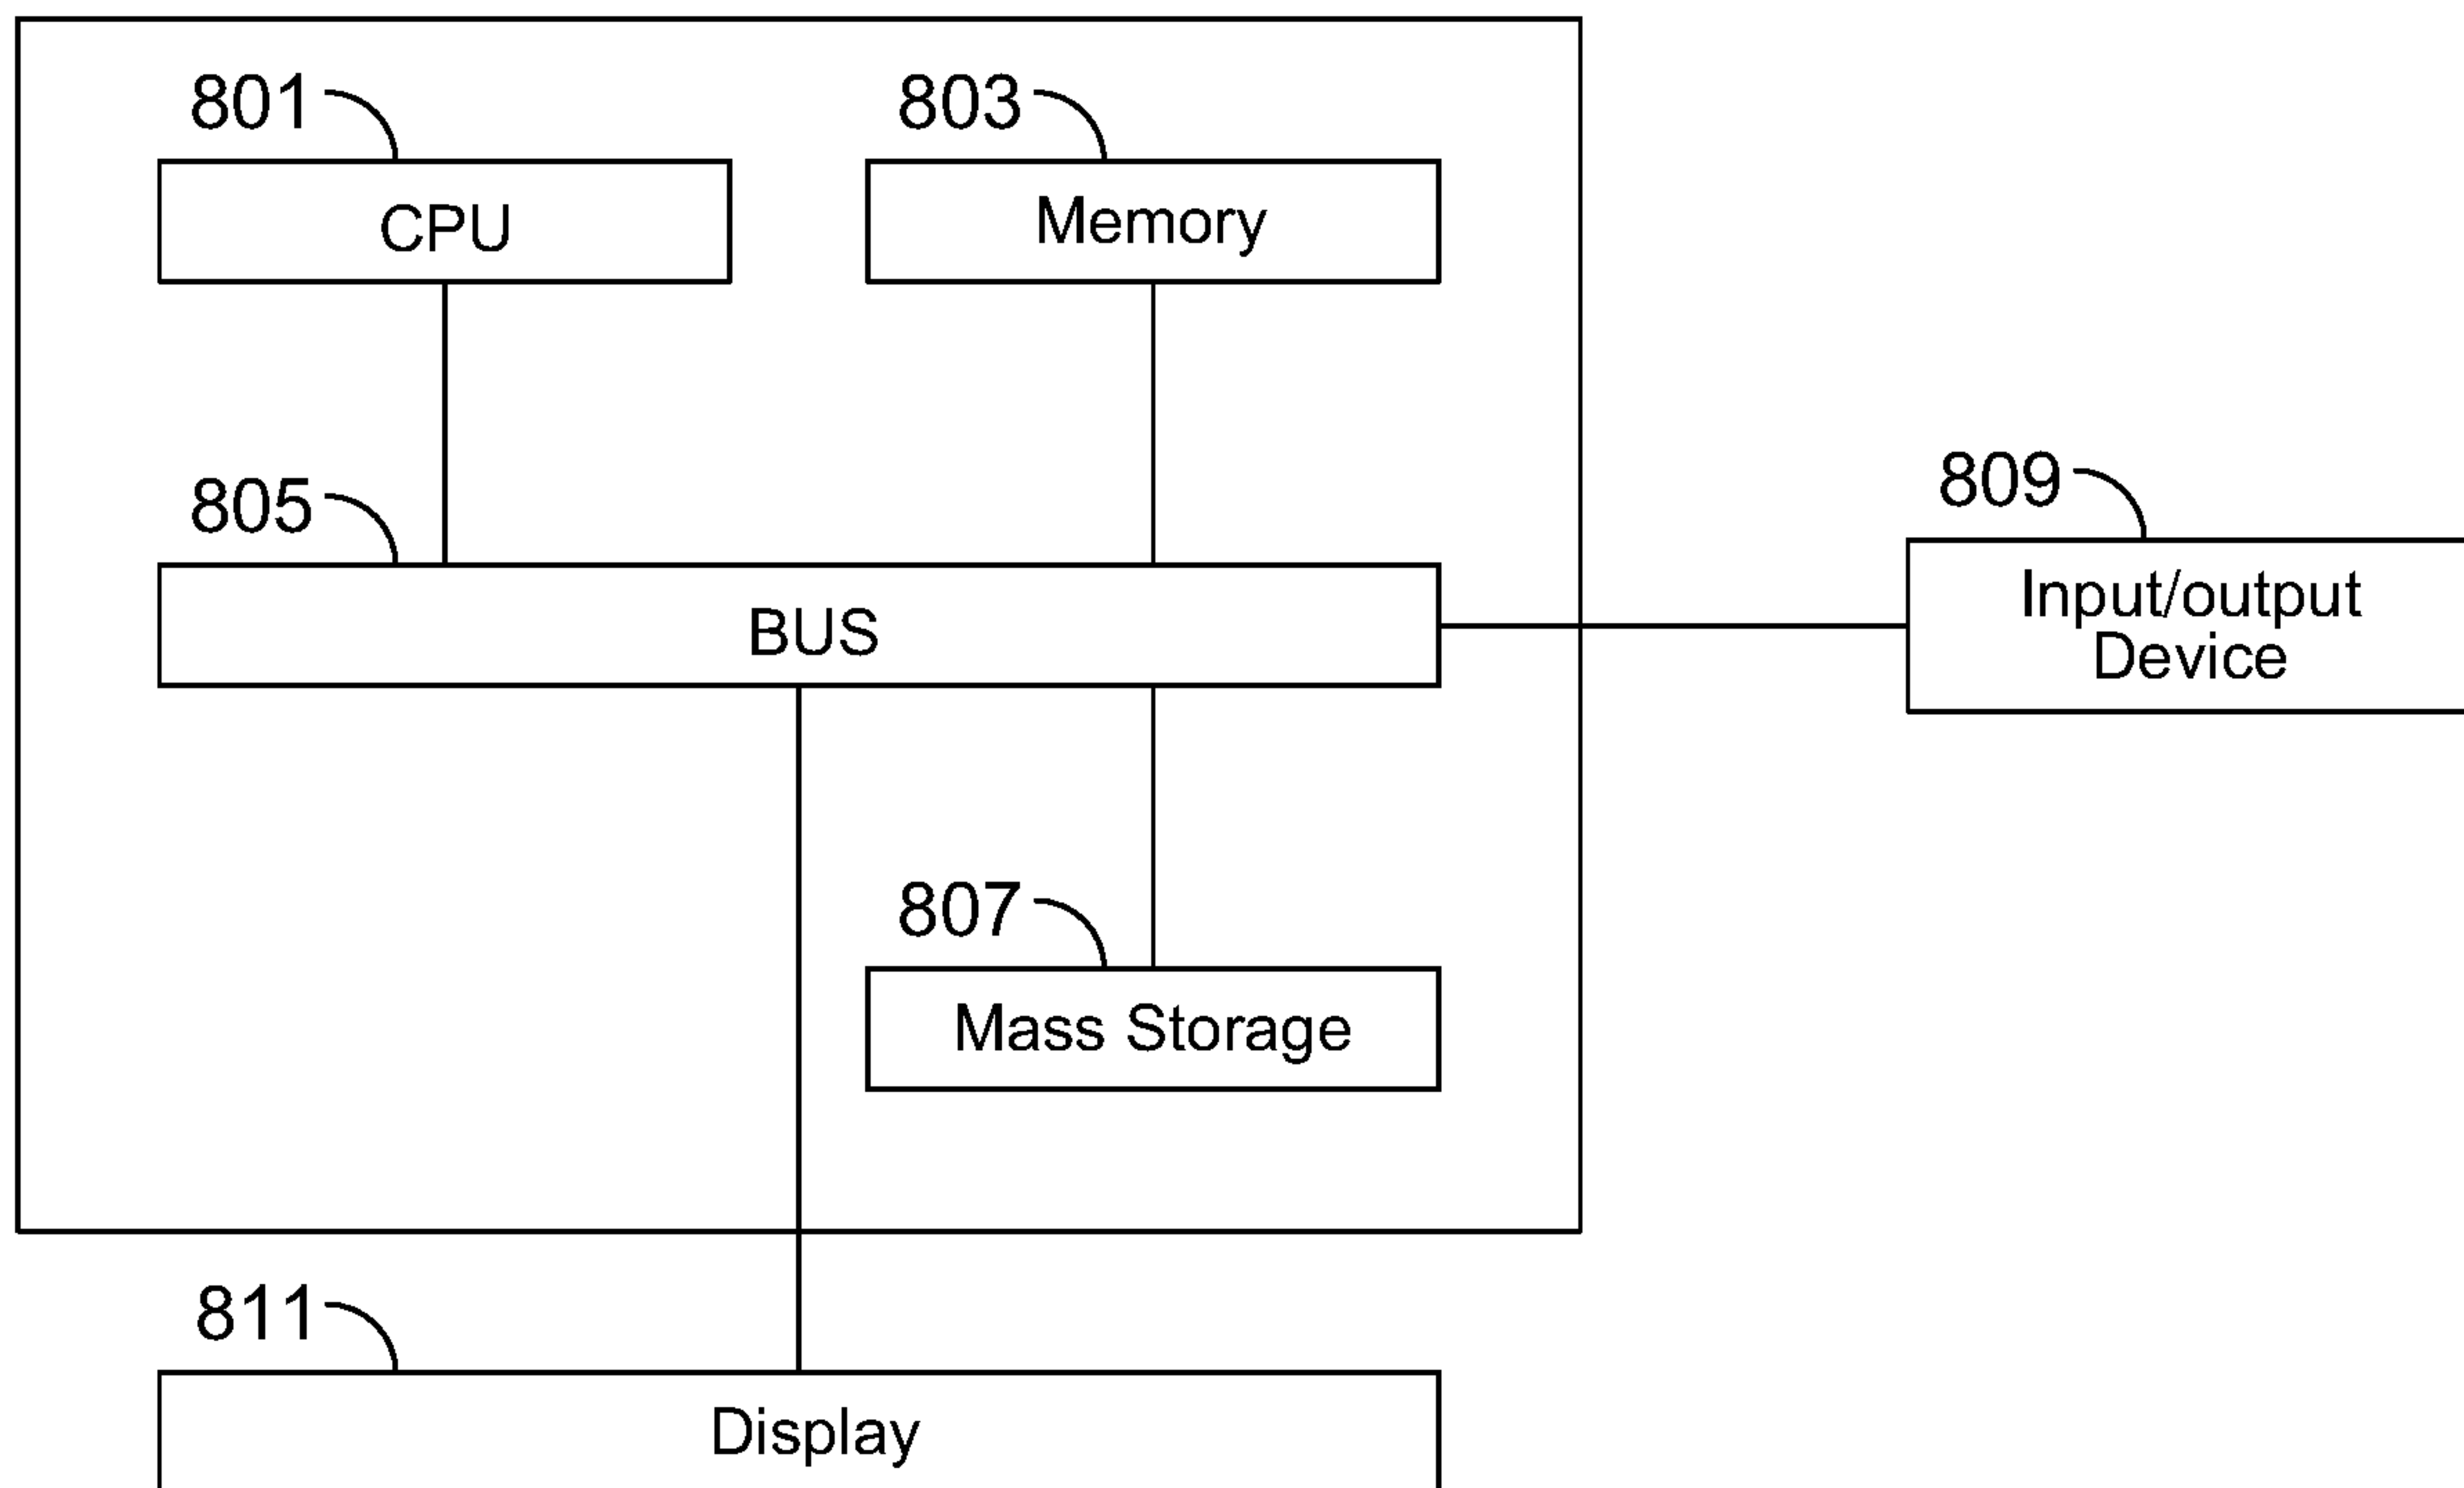 801
803
CPU
Memory
805
809
BUS
Input/output
Device
807
Mass Storage
811
Display